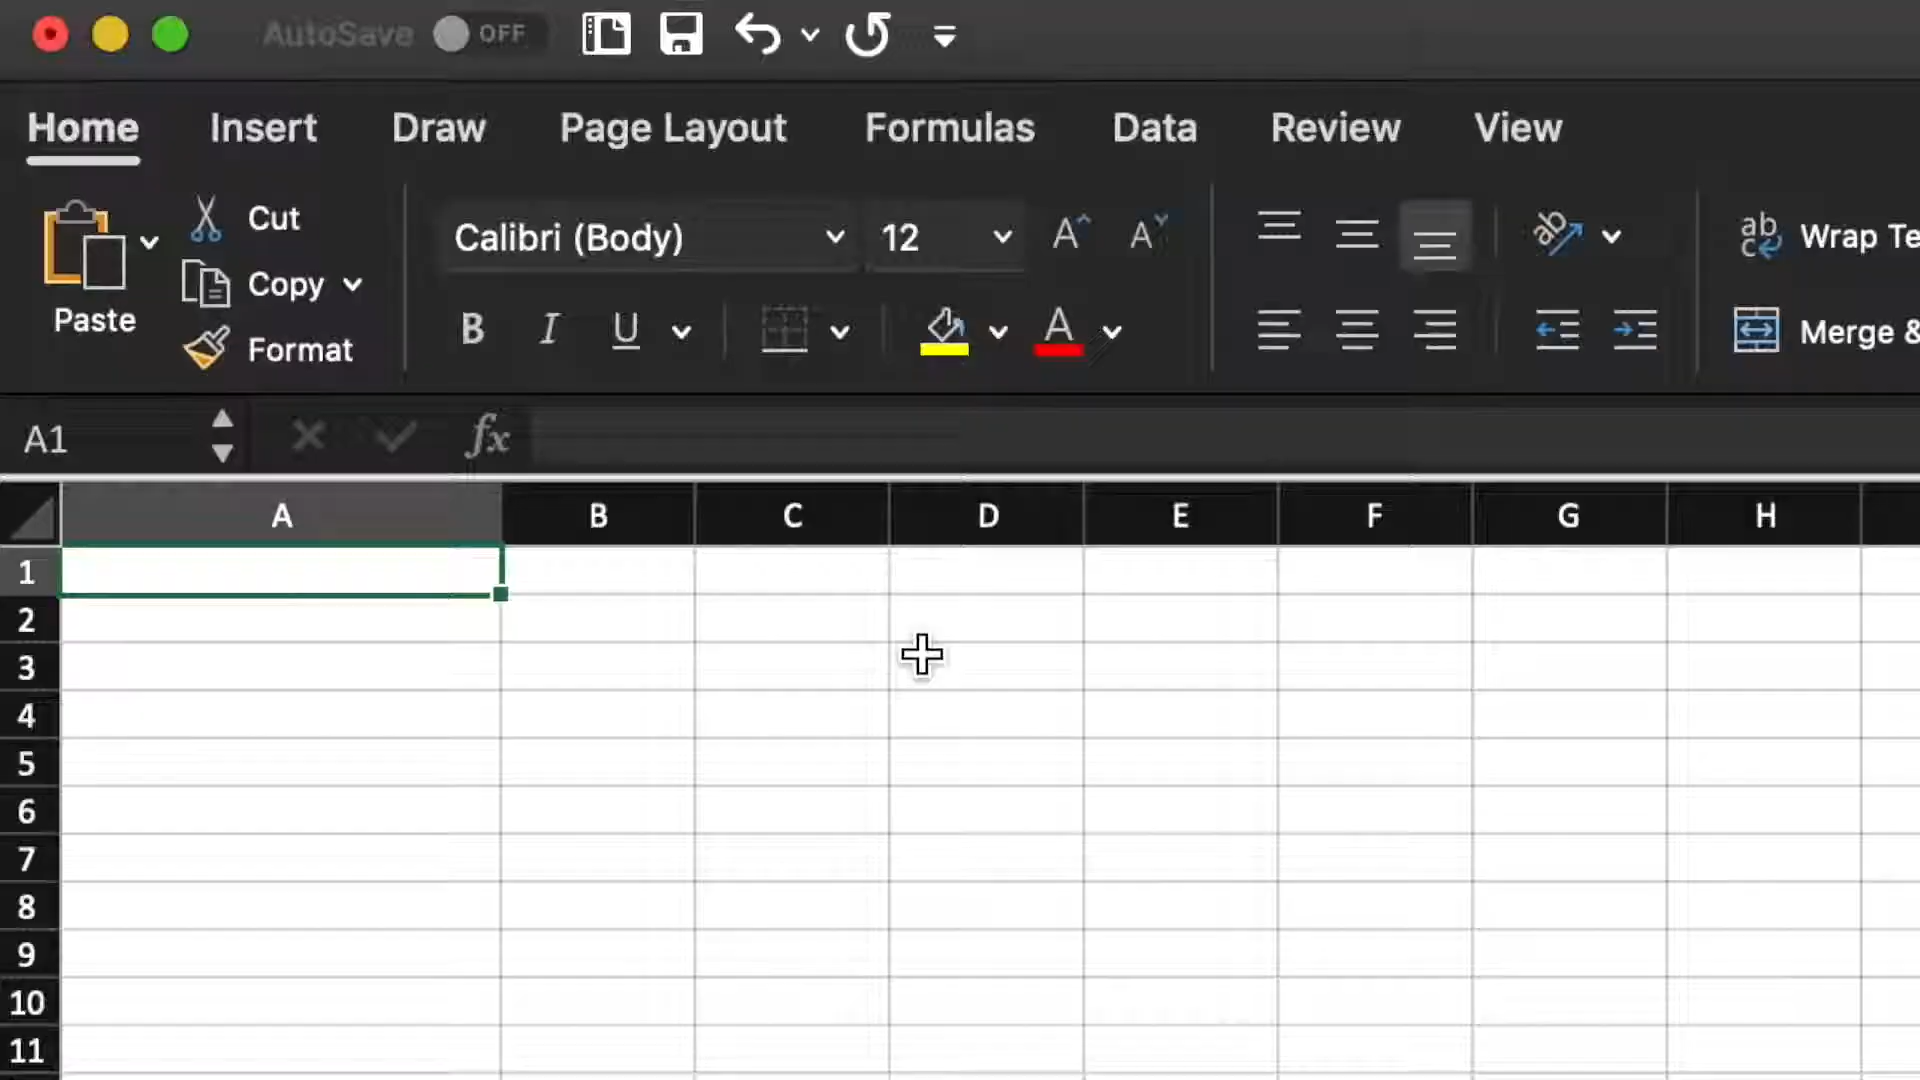 AutoSave OFF
Home Insert Draw Page Layout Formulas Data Review View
Paste
Cut
Copy
Format
Calibri (Body) 12
B I U
A
ab
Wrap Te
Merge &
A1 fx
A B C D E F G H
1
2
3
4
5
6
7
8
9
10
11